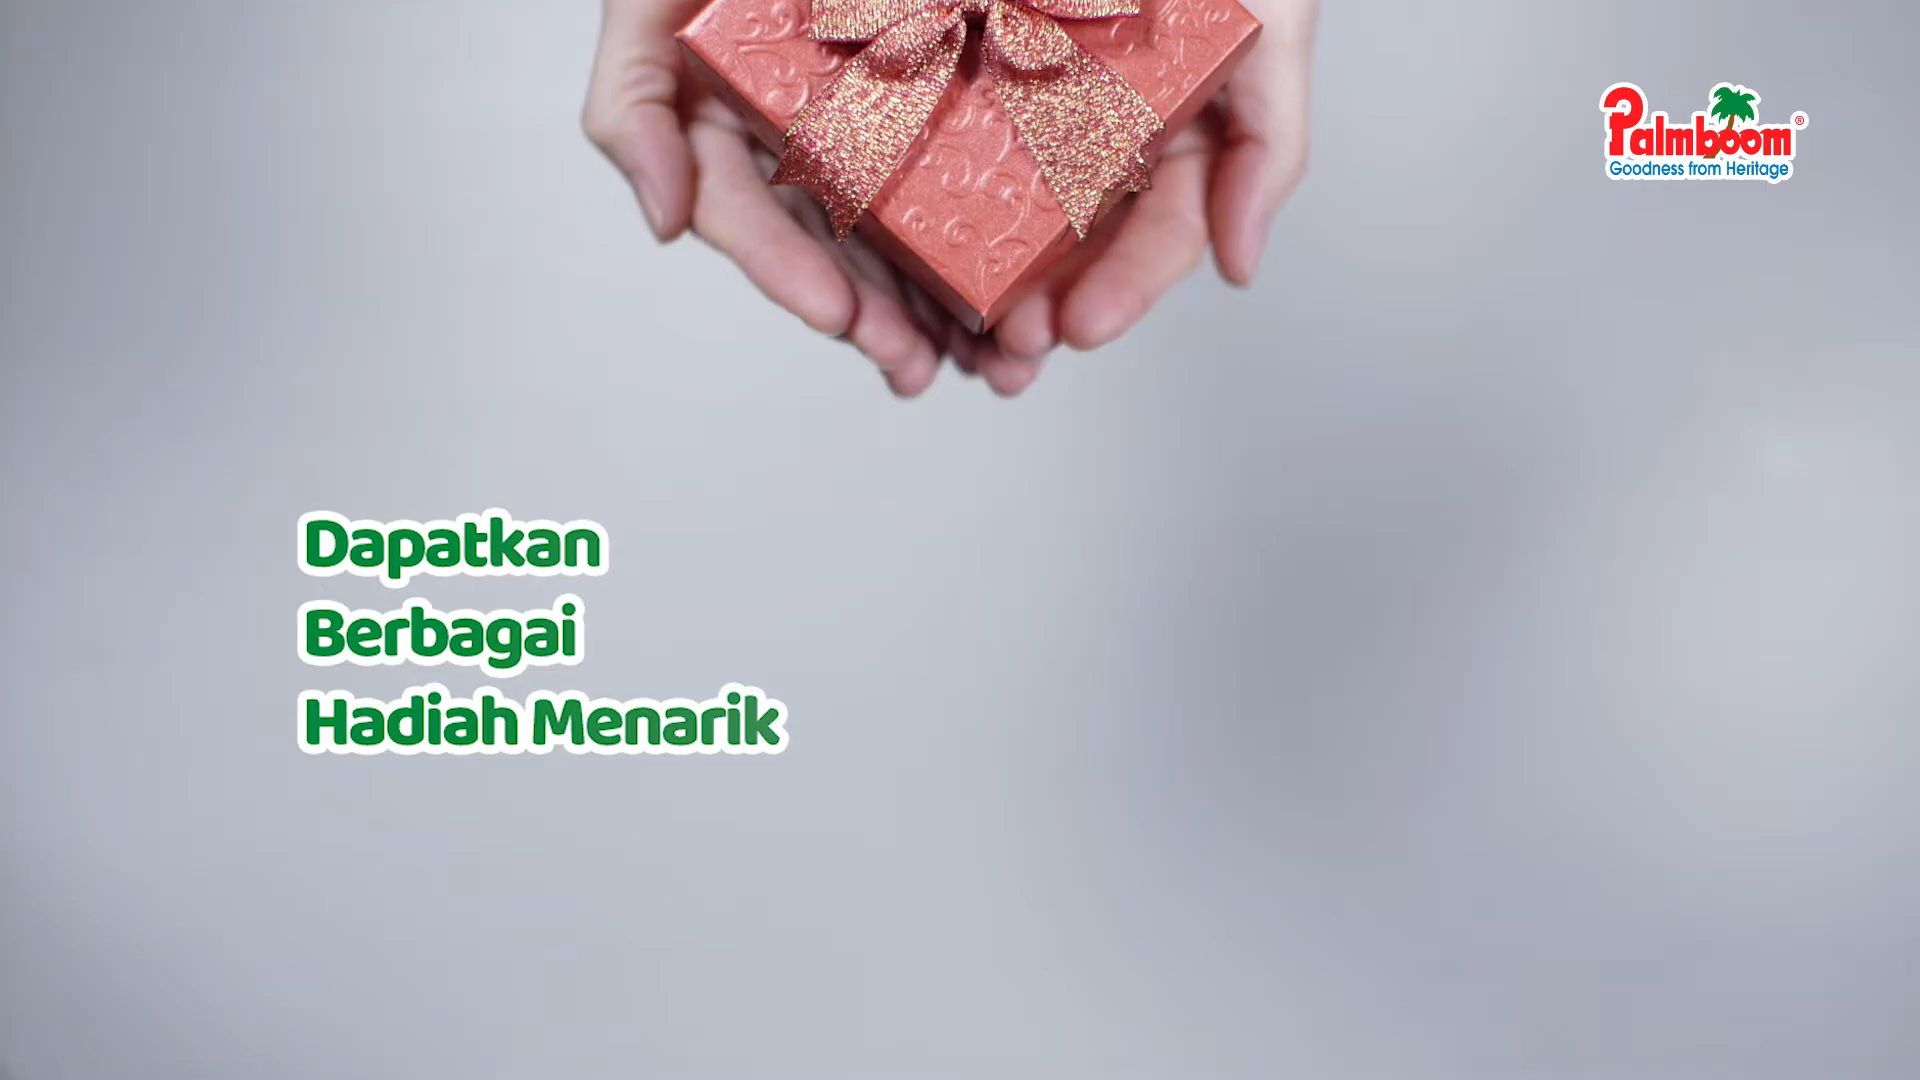 Palmboom®
Goodness from Heritage
Dapatkan
Berbagai
Hadiah Menarik